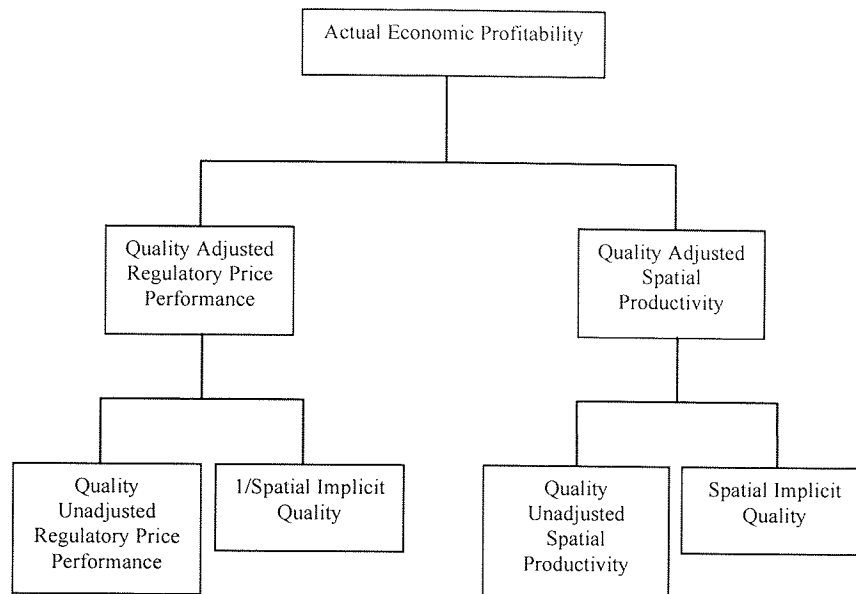 Actual Economic Profitability
Quality Adjusted
Regulatory Price
Performance
Quality Adjusted
Spatial
Productivity
Quality
Unadjusted
Regulatory Price
Performance
1/Spatial Implicit
Quality
Quality
Unadjusted
Spatial
Productivity
Spatial Implicit
Quality